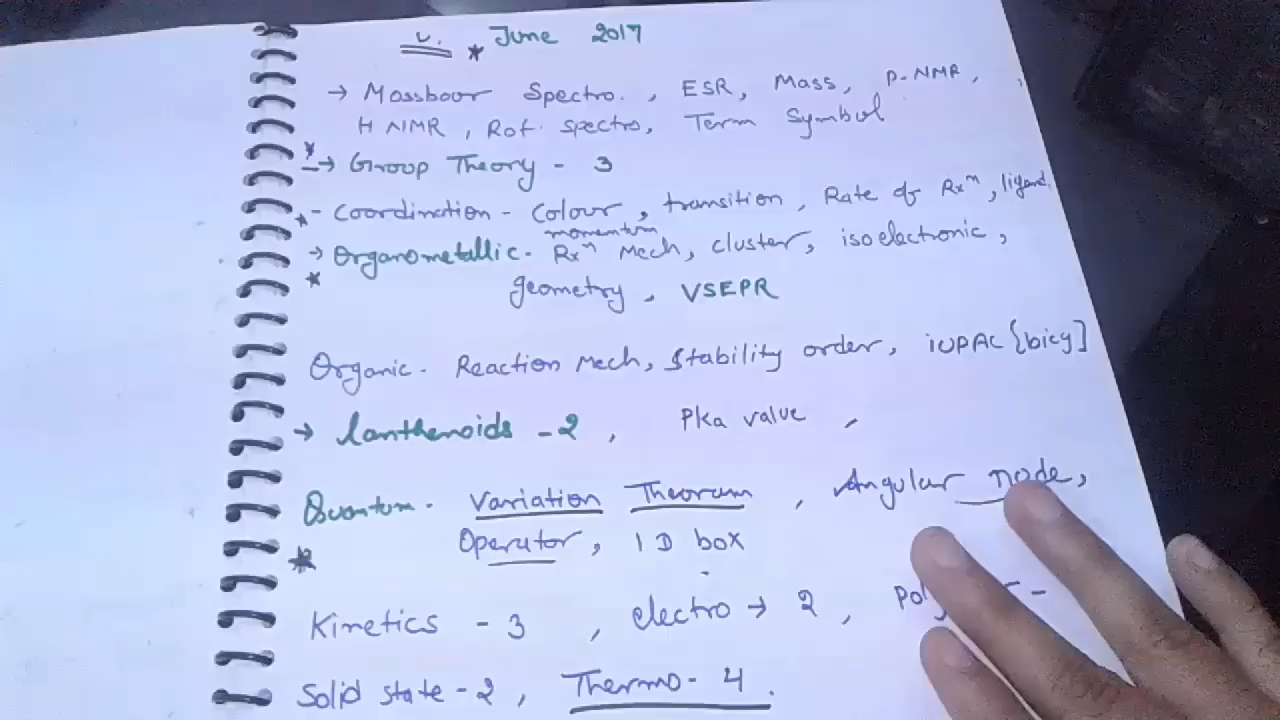 u. * June 2017
→ Massboor Spectro., ESR, Mass, P-NMR,
H NMR, Rot. spectro, Term Symbol
* → Group Theory - 3
* - Coordination - Colour, transition, Rate of Rxⁿ, ligand.
momentum
→ Organometallic. Rxⁿ Mech, cluster, isoelectronic,
* geometry, VSEPR
Organic. Reaction Mech, Stability order, iUPAC {bicy]
→ lanthenoids - 2, Pka value,
Quantum. Variation Theoram, Angular node,
* Operator, 1D box
Kinetics - 3, electro → 2,
Solid state - 2, Thermo - 4.